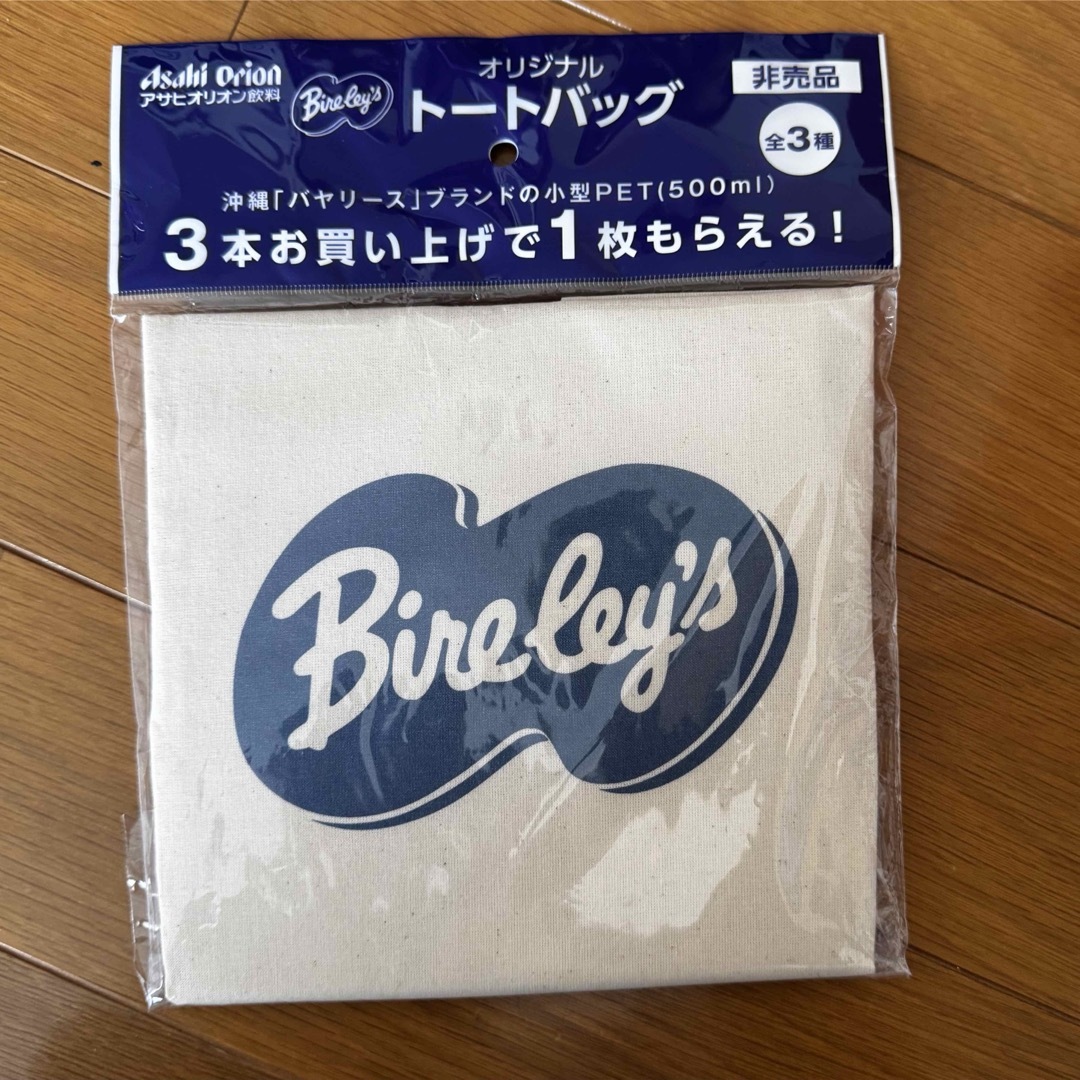 Asahi Orion
アサヒオリオン飲料
Bireley's
オリジナル
トートバッグ
非売品
全3種
沖縄「バヤリース」ブランドの小型PET(500ml)
3本お買い上げで1枚もらえる!
Bireley's